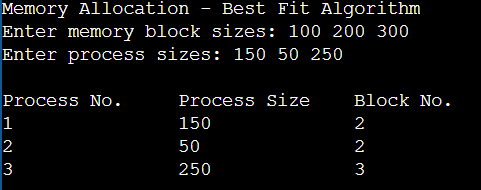 Memory Allocation - Best Fit Algorithm
Enter memory block sizes: 100 200 300
Enter process sizes: 150 50 250
Process No. Process Size Block No.
1 150 2
2 50 2
3 250 3